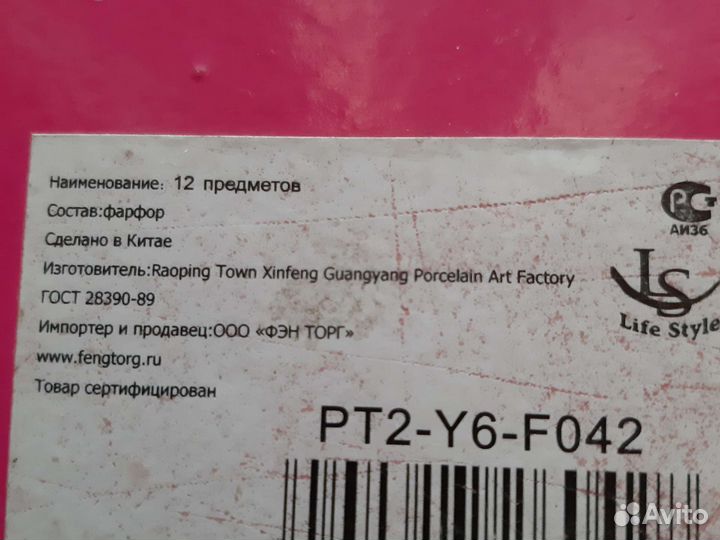 Наименование: 12 предметов
Состав:фарфор
Сделано в Китае
Изготовитель:Raoping Town Xinfeng Guangyang Porcelain Art Factory
ГОСТ 28390-89
Импортер и продавец:ООО «ФЭН ТОРГ»
www.fengtorg.ru
Товар сертифицирован
РСТ
АИ36
LS
Life Style
PT2-Y6-F042
Avito